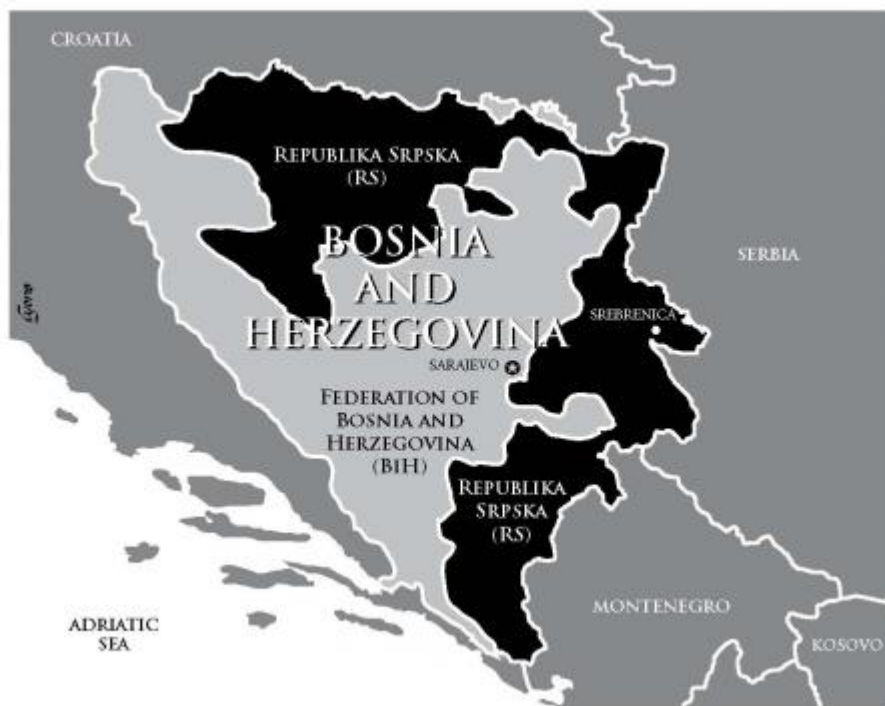 CROATIA
REPUBLIKA SRPSKA
(RS)
BOSNIA
AND
HERZEGOVINA
SERBIA
SREBRENICA
SARAJEVO
FEDERATION OF
BOSNIA AND
HERZEGOVINA
(BIH)
REPUBLIKA
SRPSKA
(RS)
MONTENEGRO
KOSOVO
ADRIATIC
SEA